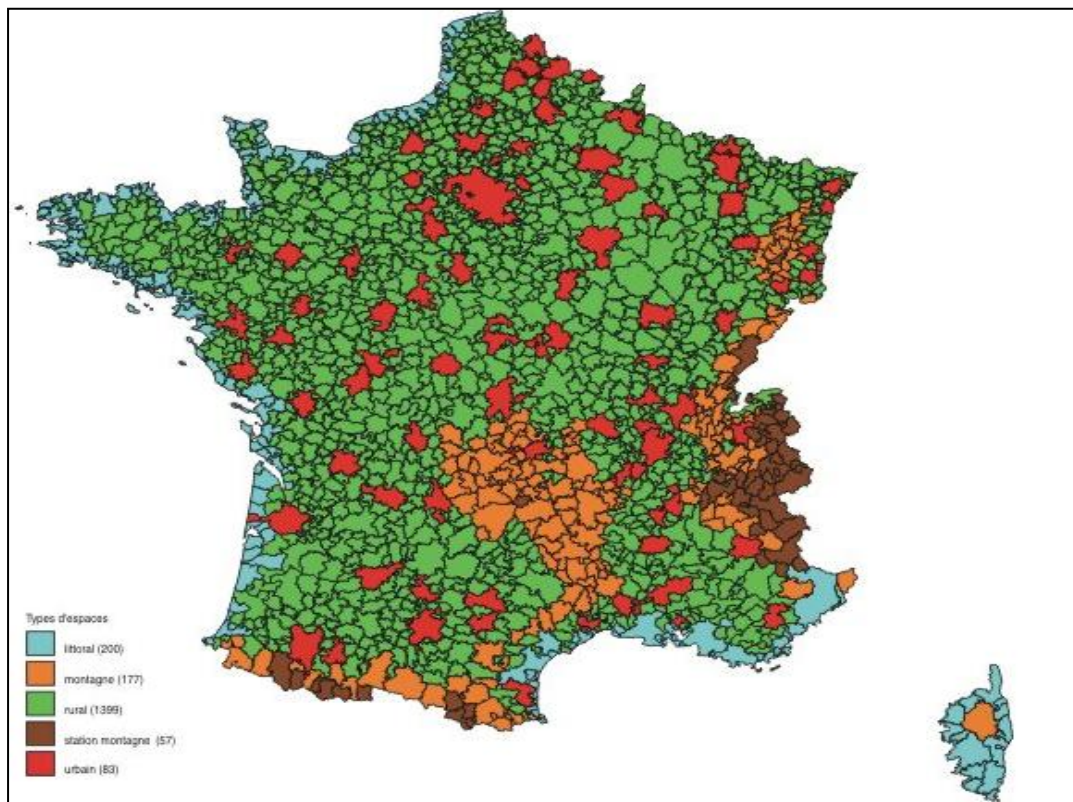 Types d'espaces
littoral (200)
montagne (177)
rural (1399)
station montagne (57)
urbain (83)